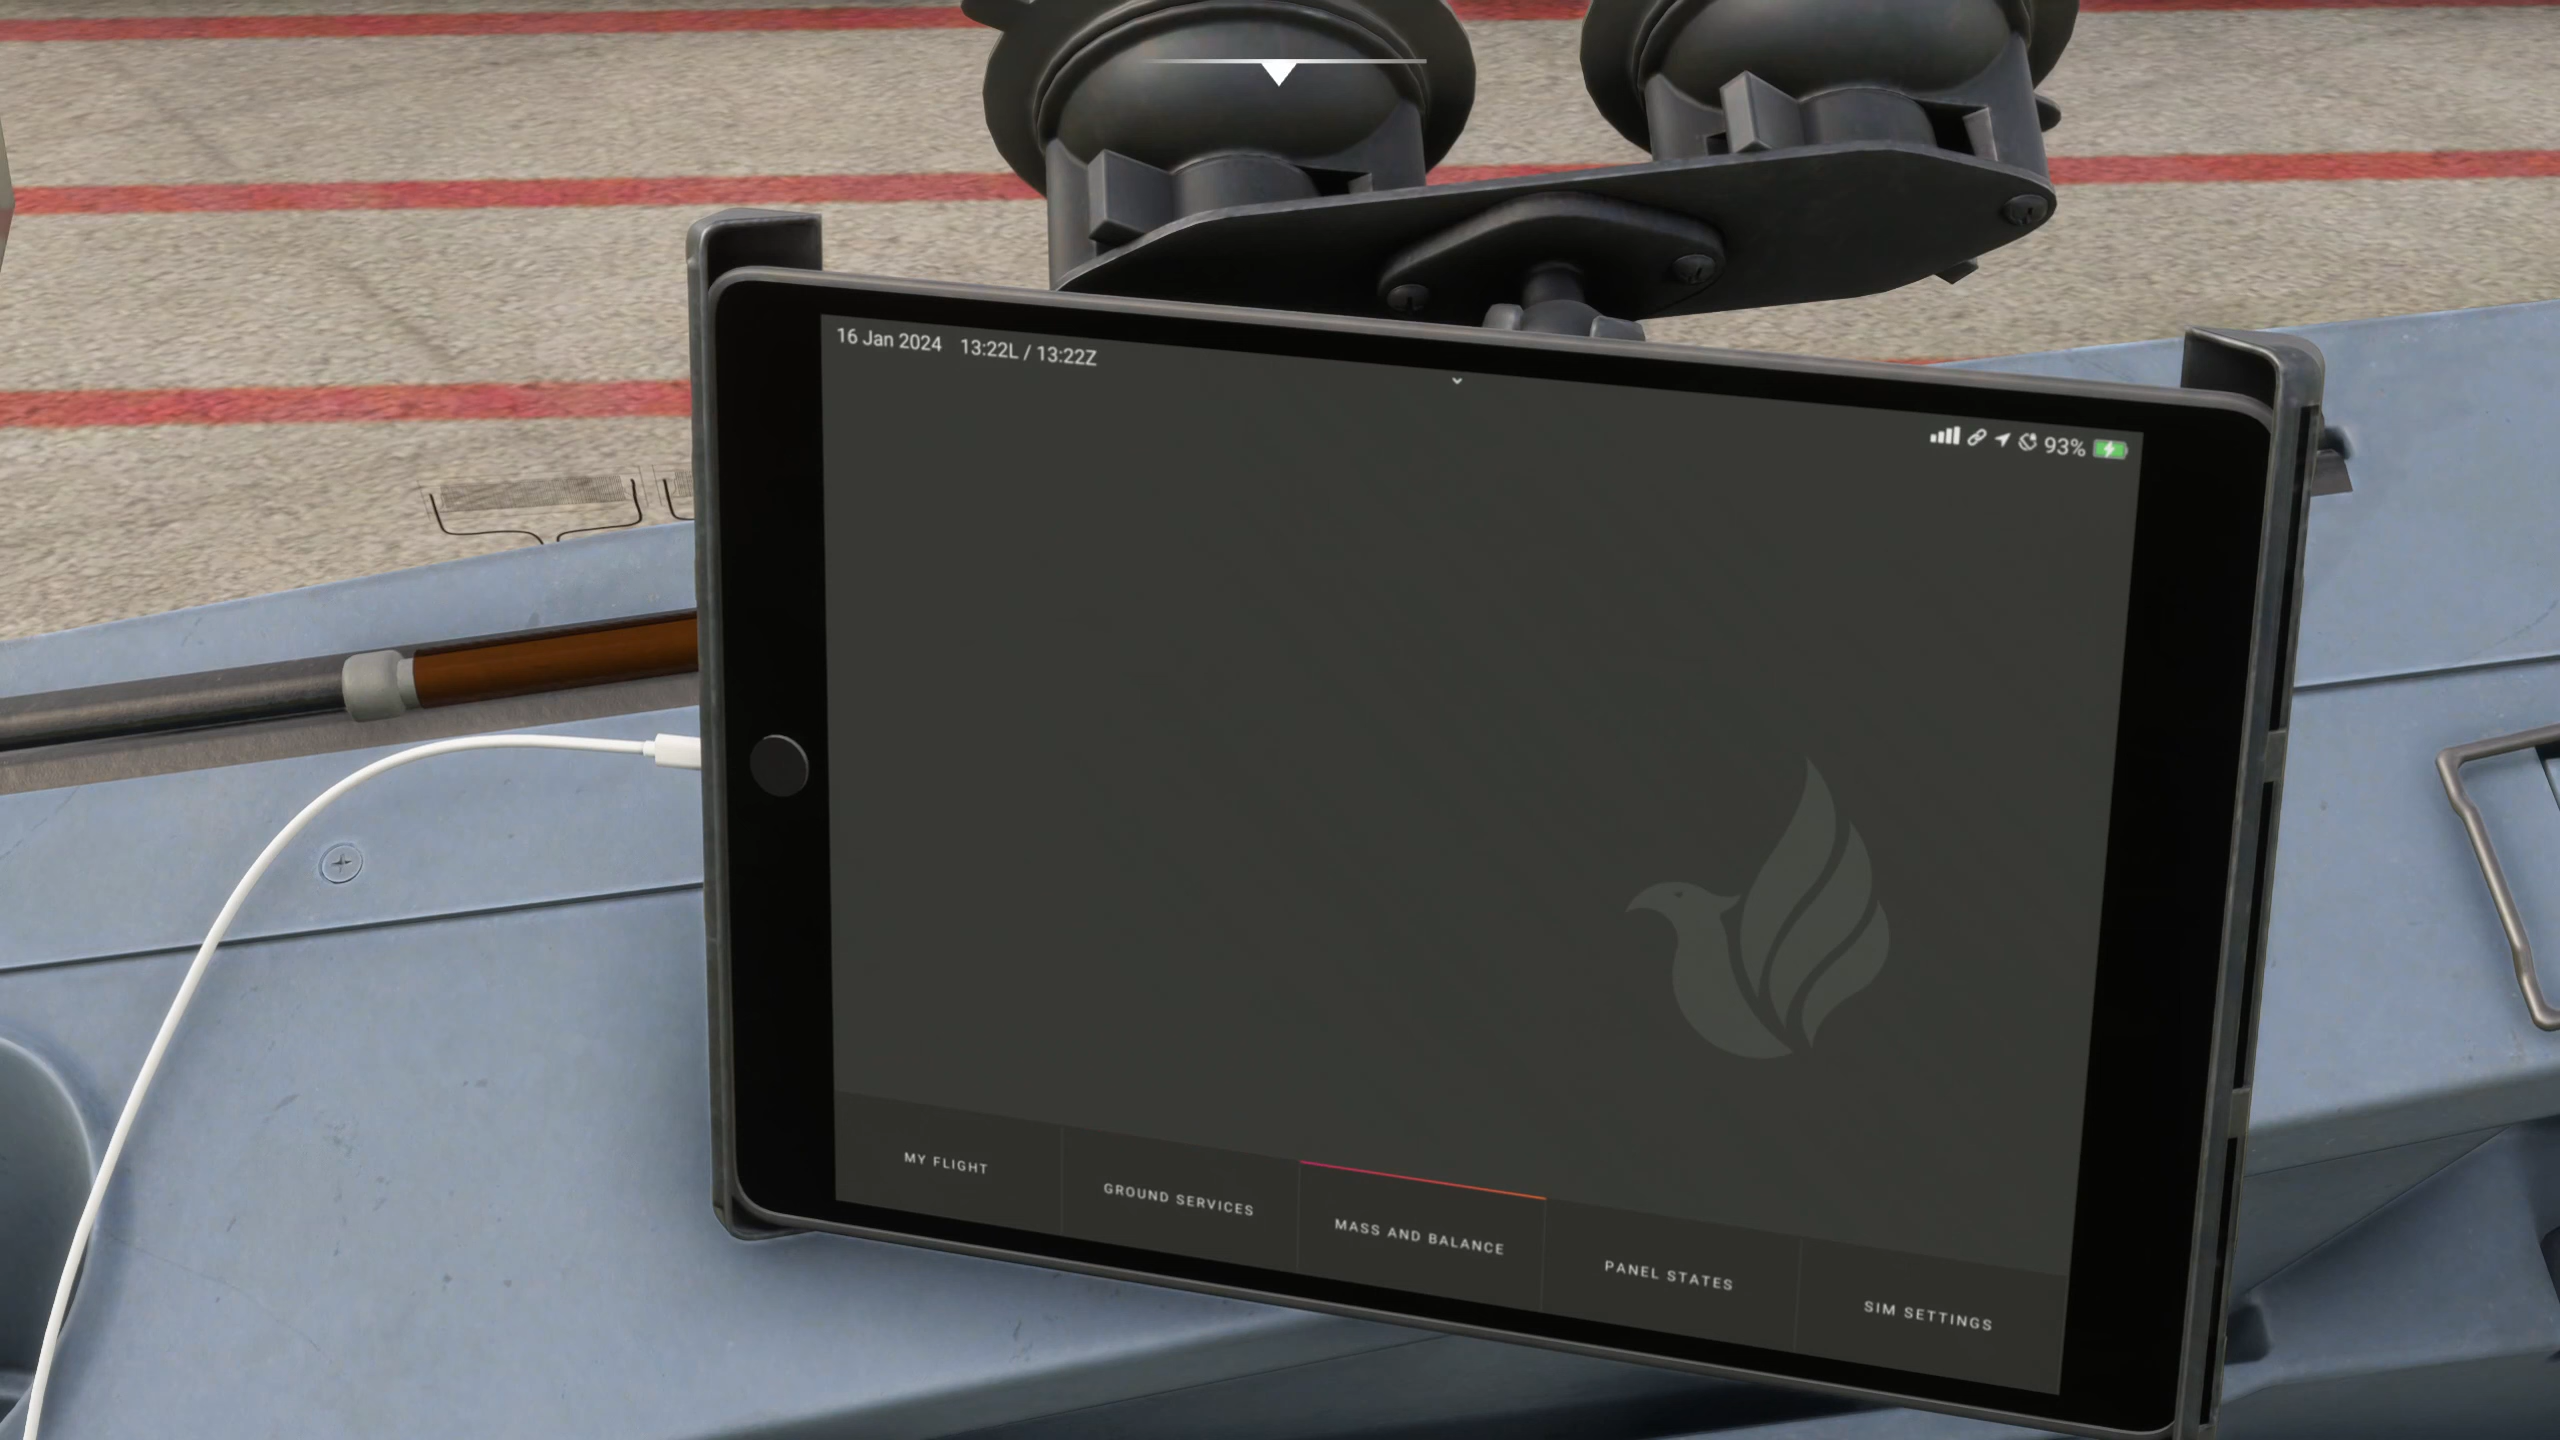 16 Jan 2024 13:22L / 13:22Z
93%
MY FLIGHT
GROUND SERVICES
MASS AND BALANCE
PANEL STATES
SIM SETTINGS